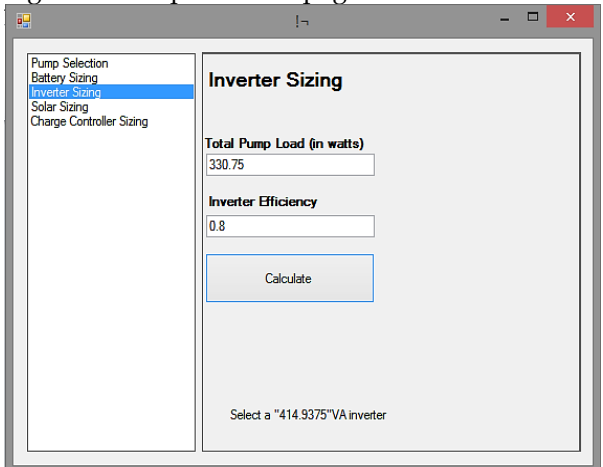 !¬
Pump Selection
Battery Sizing
Inverter Sizing
Solar Sizing
Charge Controller Sizing
Inverter Sizing
Total Pump Load (in watts)
330.75
Inverter Efficiency
0.8
Calculate
Select a "414.9375"VA inverter